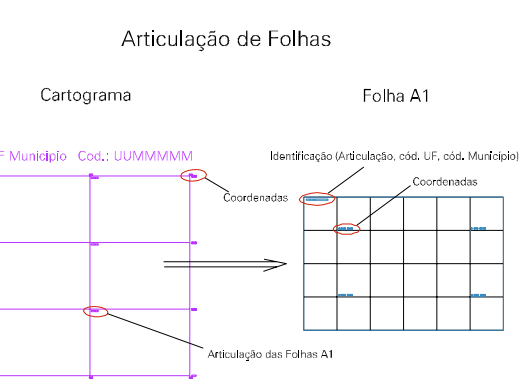 Articulação de Folhas
Cartograma
Folha A1
F Municipio Cod.: UUMMMMM
Identificação (Articulação, cód. UF, cód. Município)
Coordenadas
Coordenadas
Articulação das Folhas A1